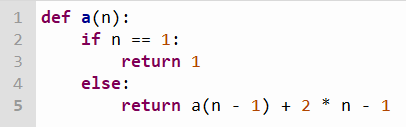 1 def a(n):
2     if n == 1:
3         return 1
4     else:
5         return a(n - 1) + 2 * n - 1